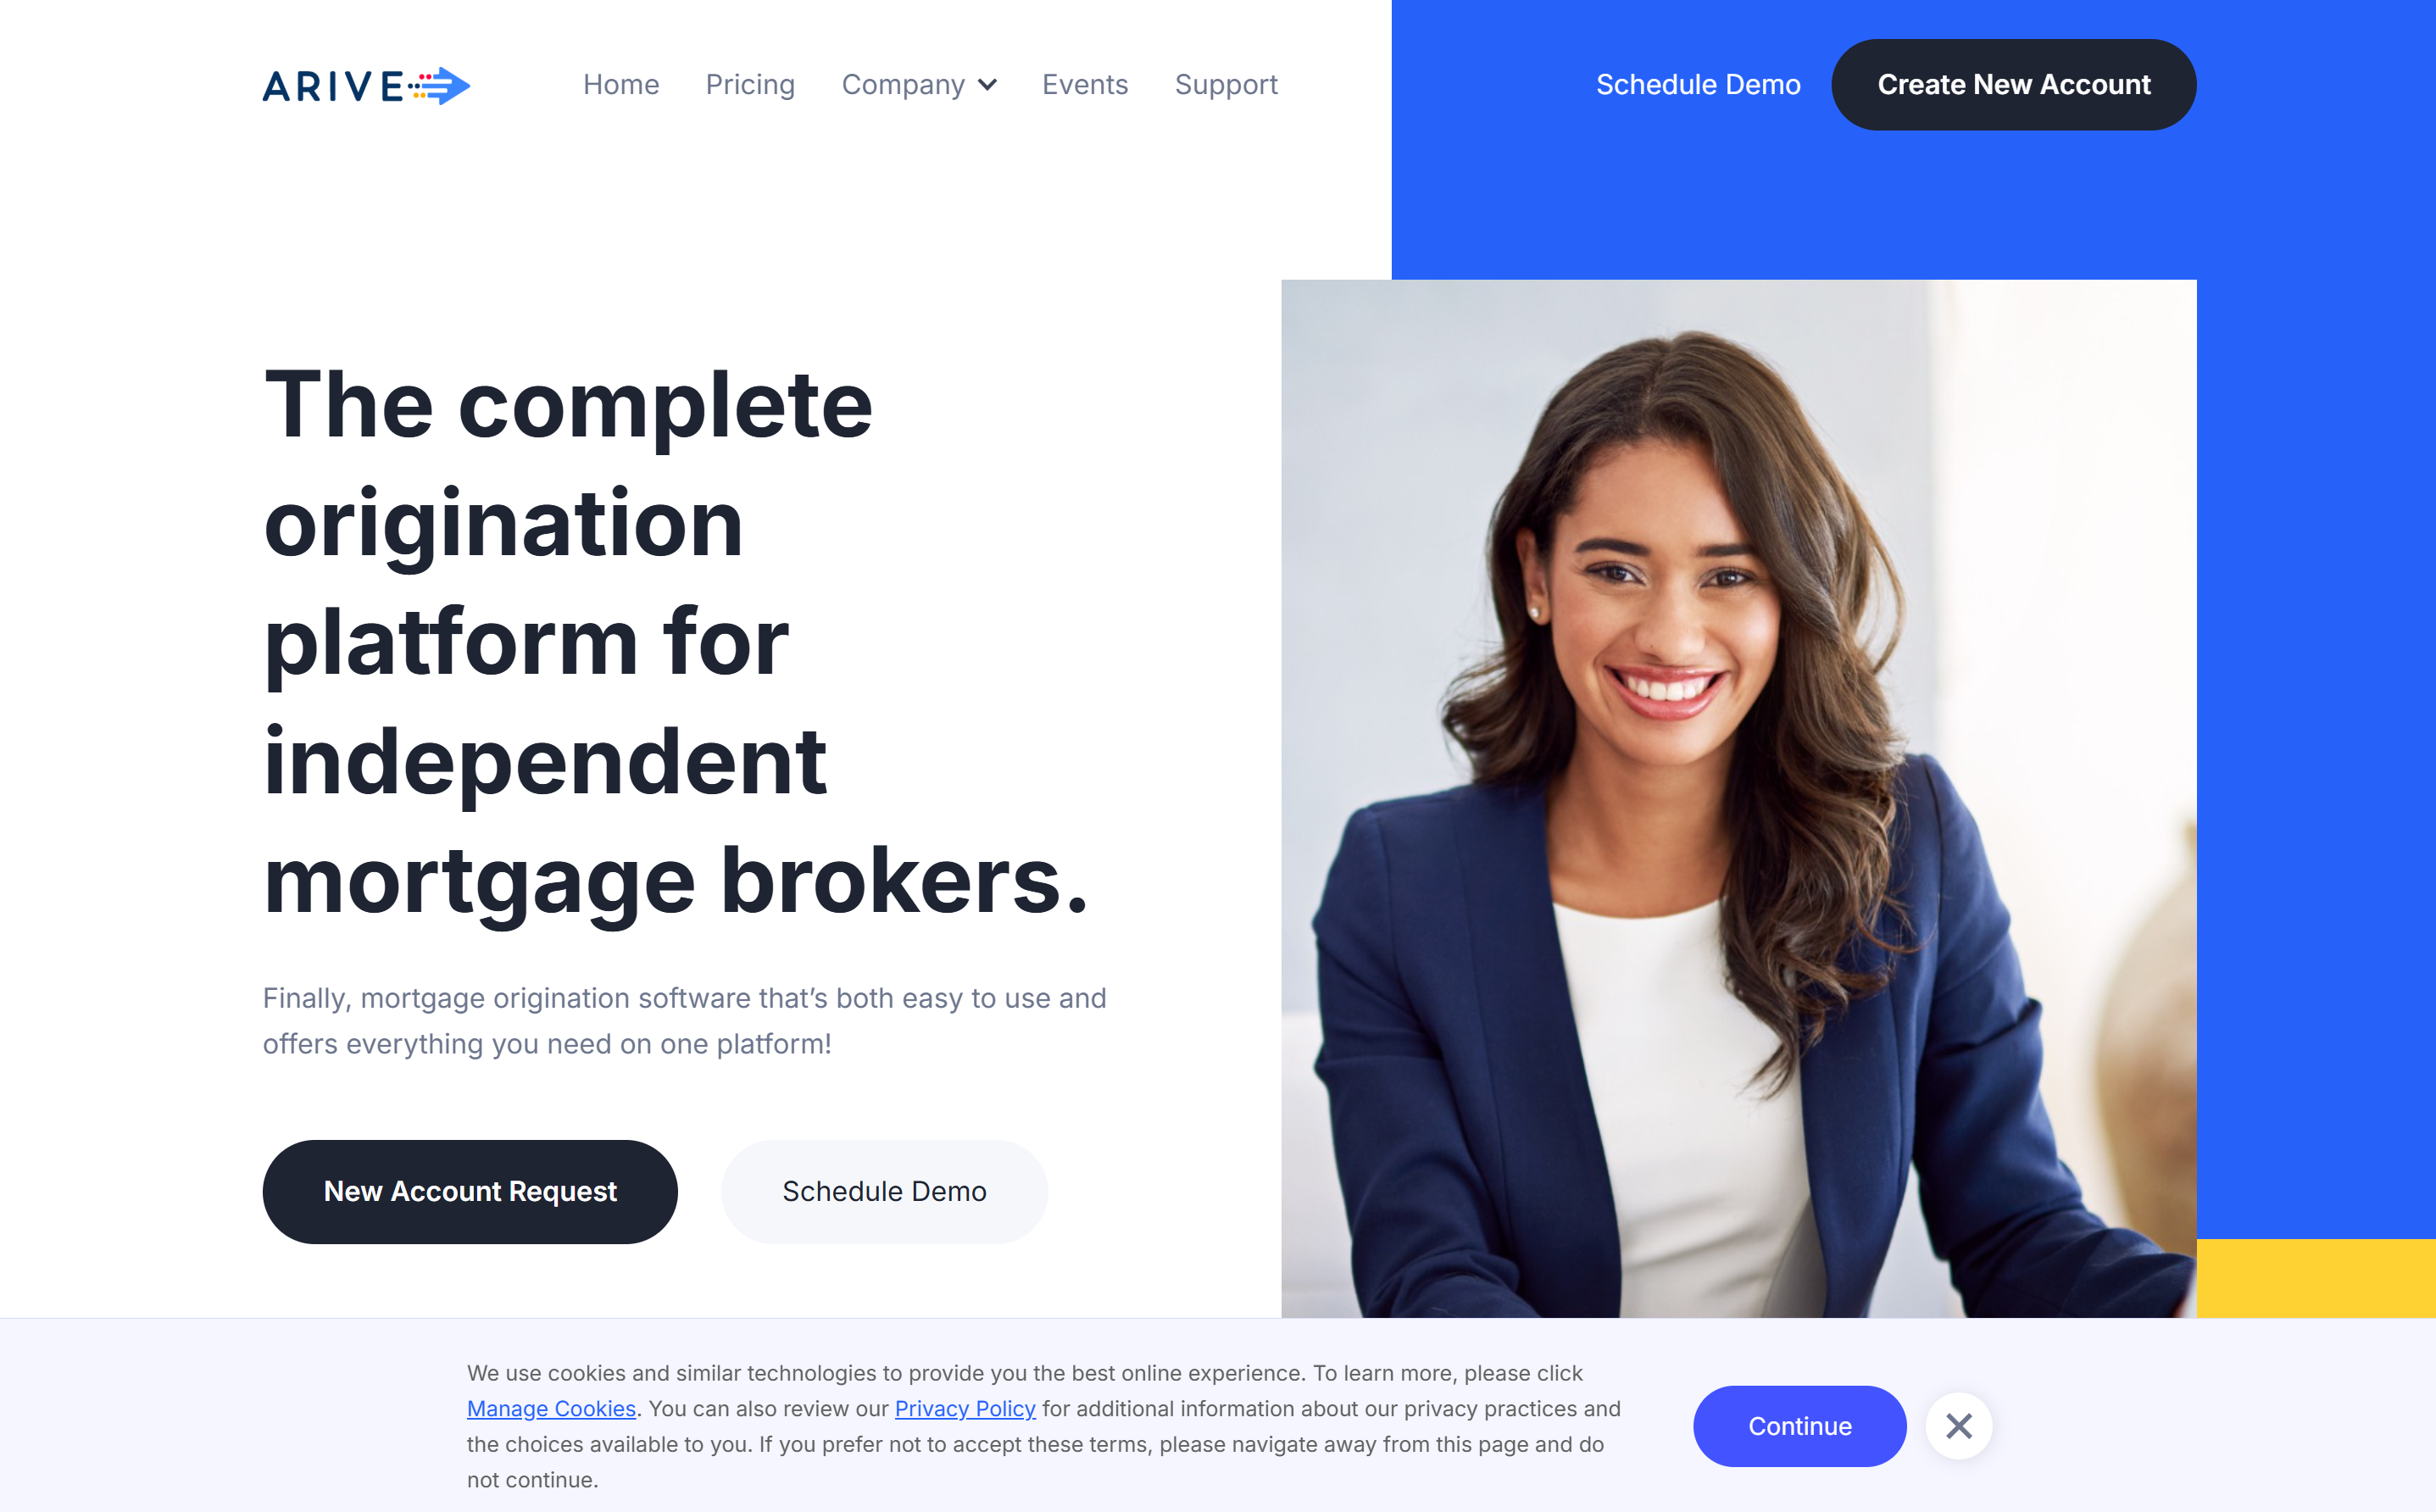 ARIVE
Home
Pricing
Company
Events
Support
Schedule Demo
Create New Account
The complete
origination
platform for
independent
mortgage brokers.
Finally, mortgage origination software that’s both easy to use and
offers everything you need on one platform!
New Account Request
Schedule Demo
We use cookies and similar technologies to provide you the best online experience. To learn more, please click
Manage Cookies. You can also review our Privacy Policy for additional information about our privacy practices and
the choices available to you. If you prefer not to accept these terms, please navigate away from this page and do
not continue.
Continue